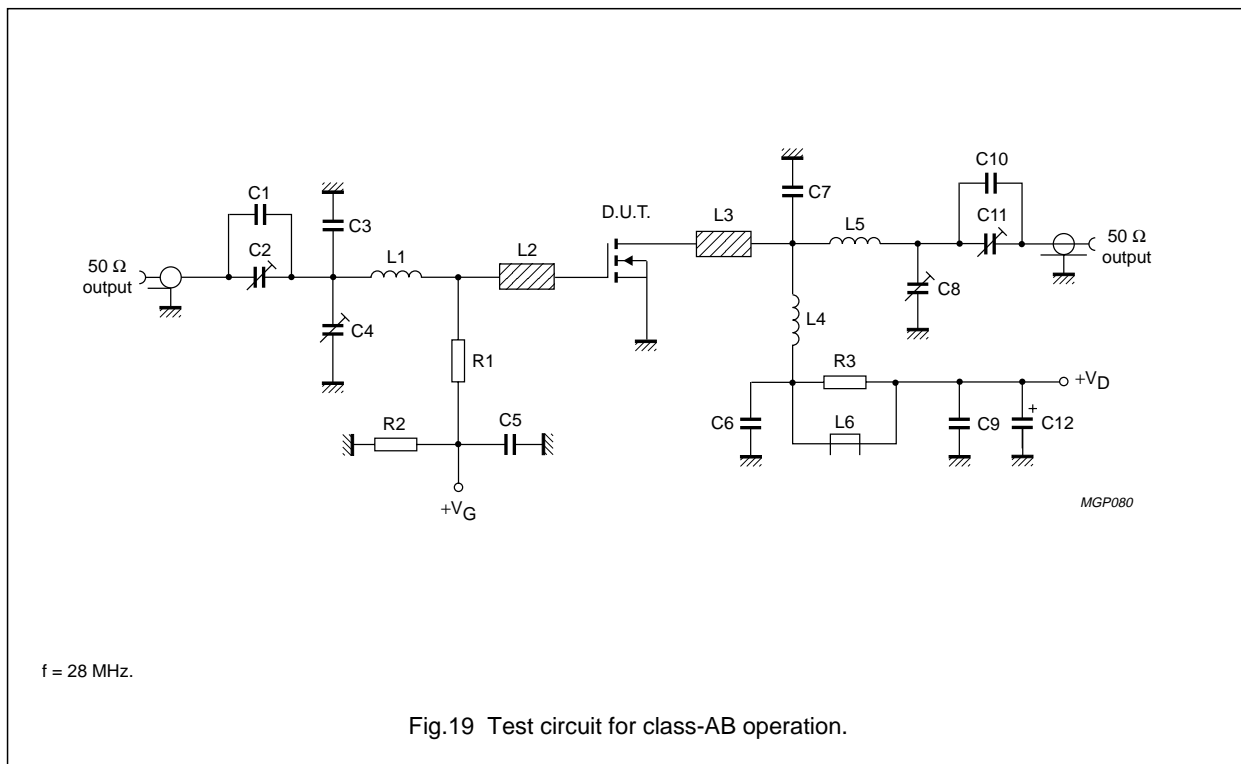 C10
C1
C7
C3
D.U.T.
L3
L5
C11
50 Ω
output
C2
L1
L2
50 Ω
output
C8
C4
L4
R1
R3
+VD
R2
C5
C6
L6
C9
+
C12
+VG
MGP080
f = 28 MHz.
Fig.19 Test circuit for class-AB operation.